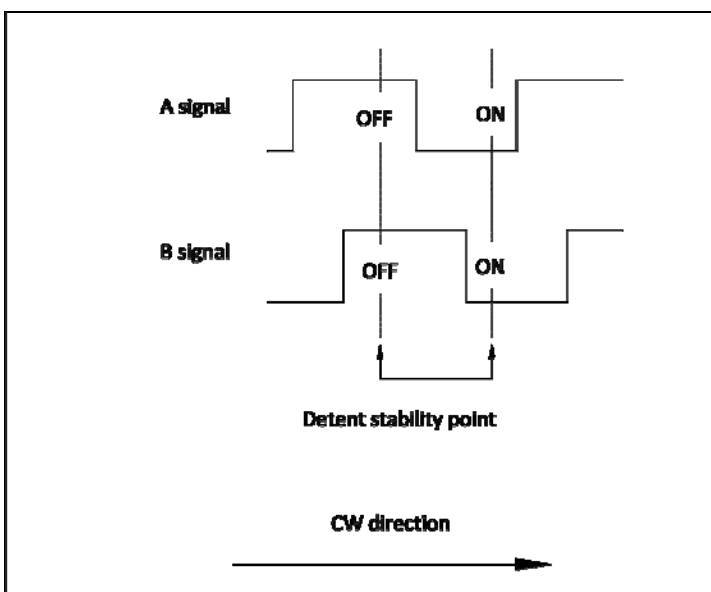 A signal
OFF
ON
B signal
OFF
ON
Detent stability point
CW direction